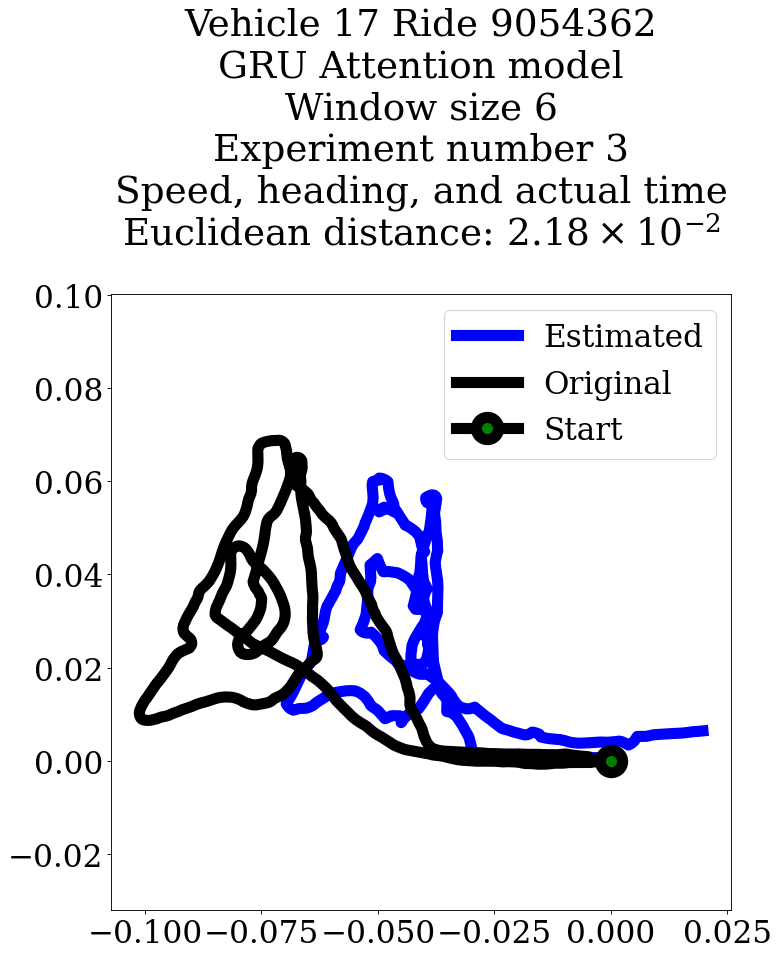 Vehicle 17 Ride 9054362
GRU Attention model
Window size 6
Experiment number 3
Speed, heading, and actual time
Euclidean distance: 2.18 × 10⁻²
0.10
0.08
0.06
0.04
0.02
0.00
−0.02
Estimated
Original
Start
−0.100 −0.075 −0.050 −0.025 0.000 0.025